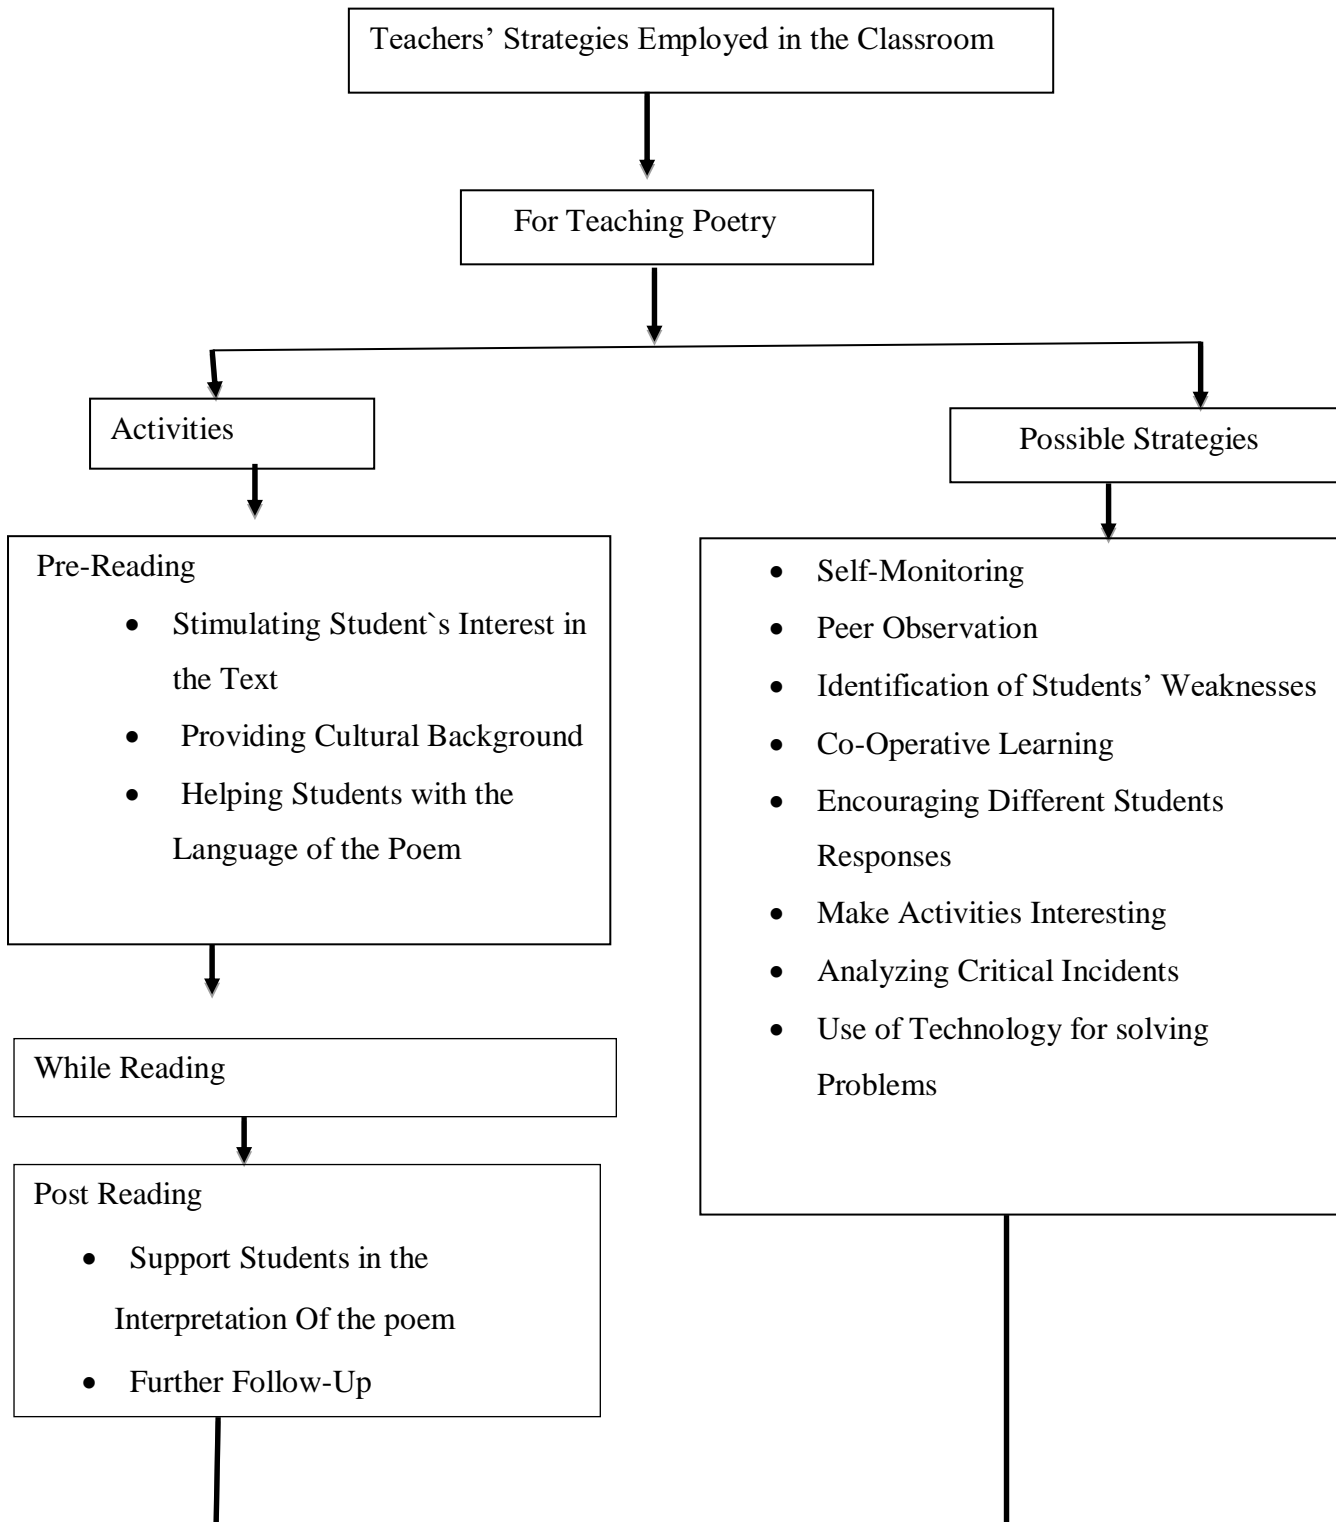 Teachers’ Strategies Employed in the Classroom
For Teaching Poetry
Activities
Pre-Reading
• Stimulating Student`s Interest in
the Text
• Providing Cultural Background
• Helping Students with the
Language of the Poem
While Reading
Post Reading
• Support Students in the
Interpretation Of the poem
• Further Follow-Up
Possible Strategies
• Self-Monitoring
• Peer Observation
• Identification of Students’ Weaknesses
• Co-Operative Learning
• Encouraging Different Students
Responses
• Make Activities Interesting
• Analyzing Critical Incidents
• Use of Technology for solving
Problems